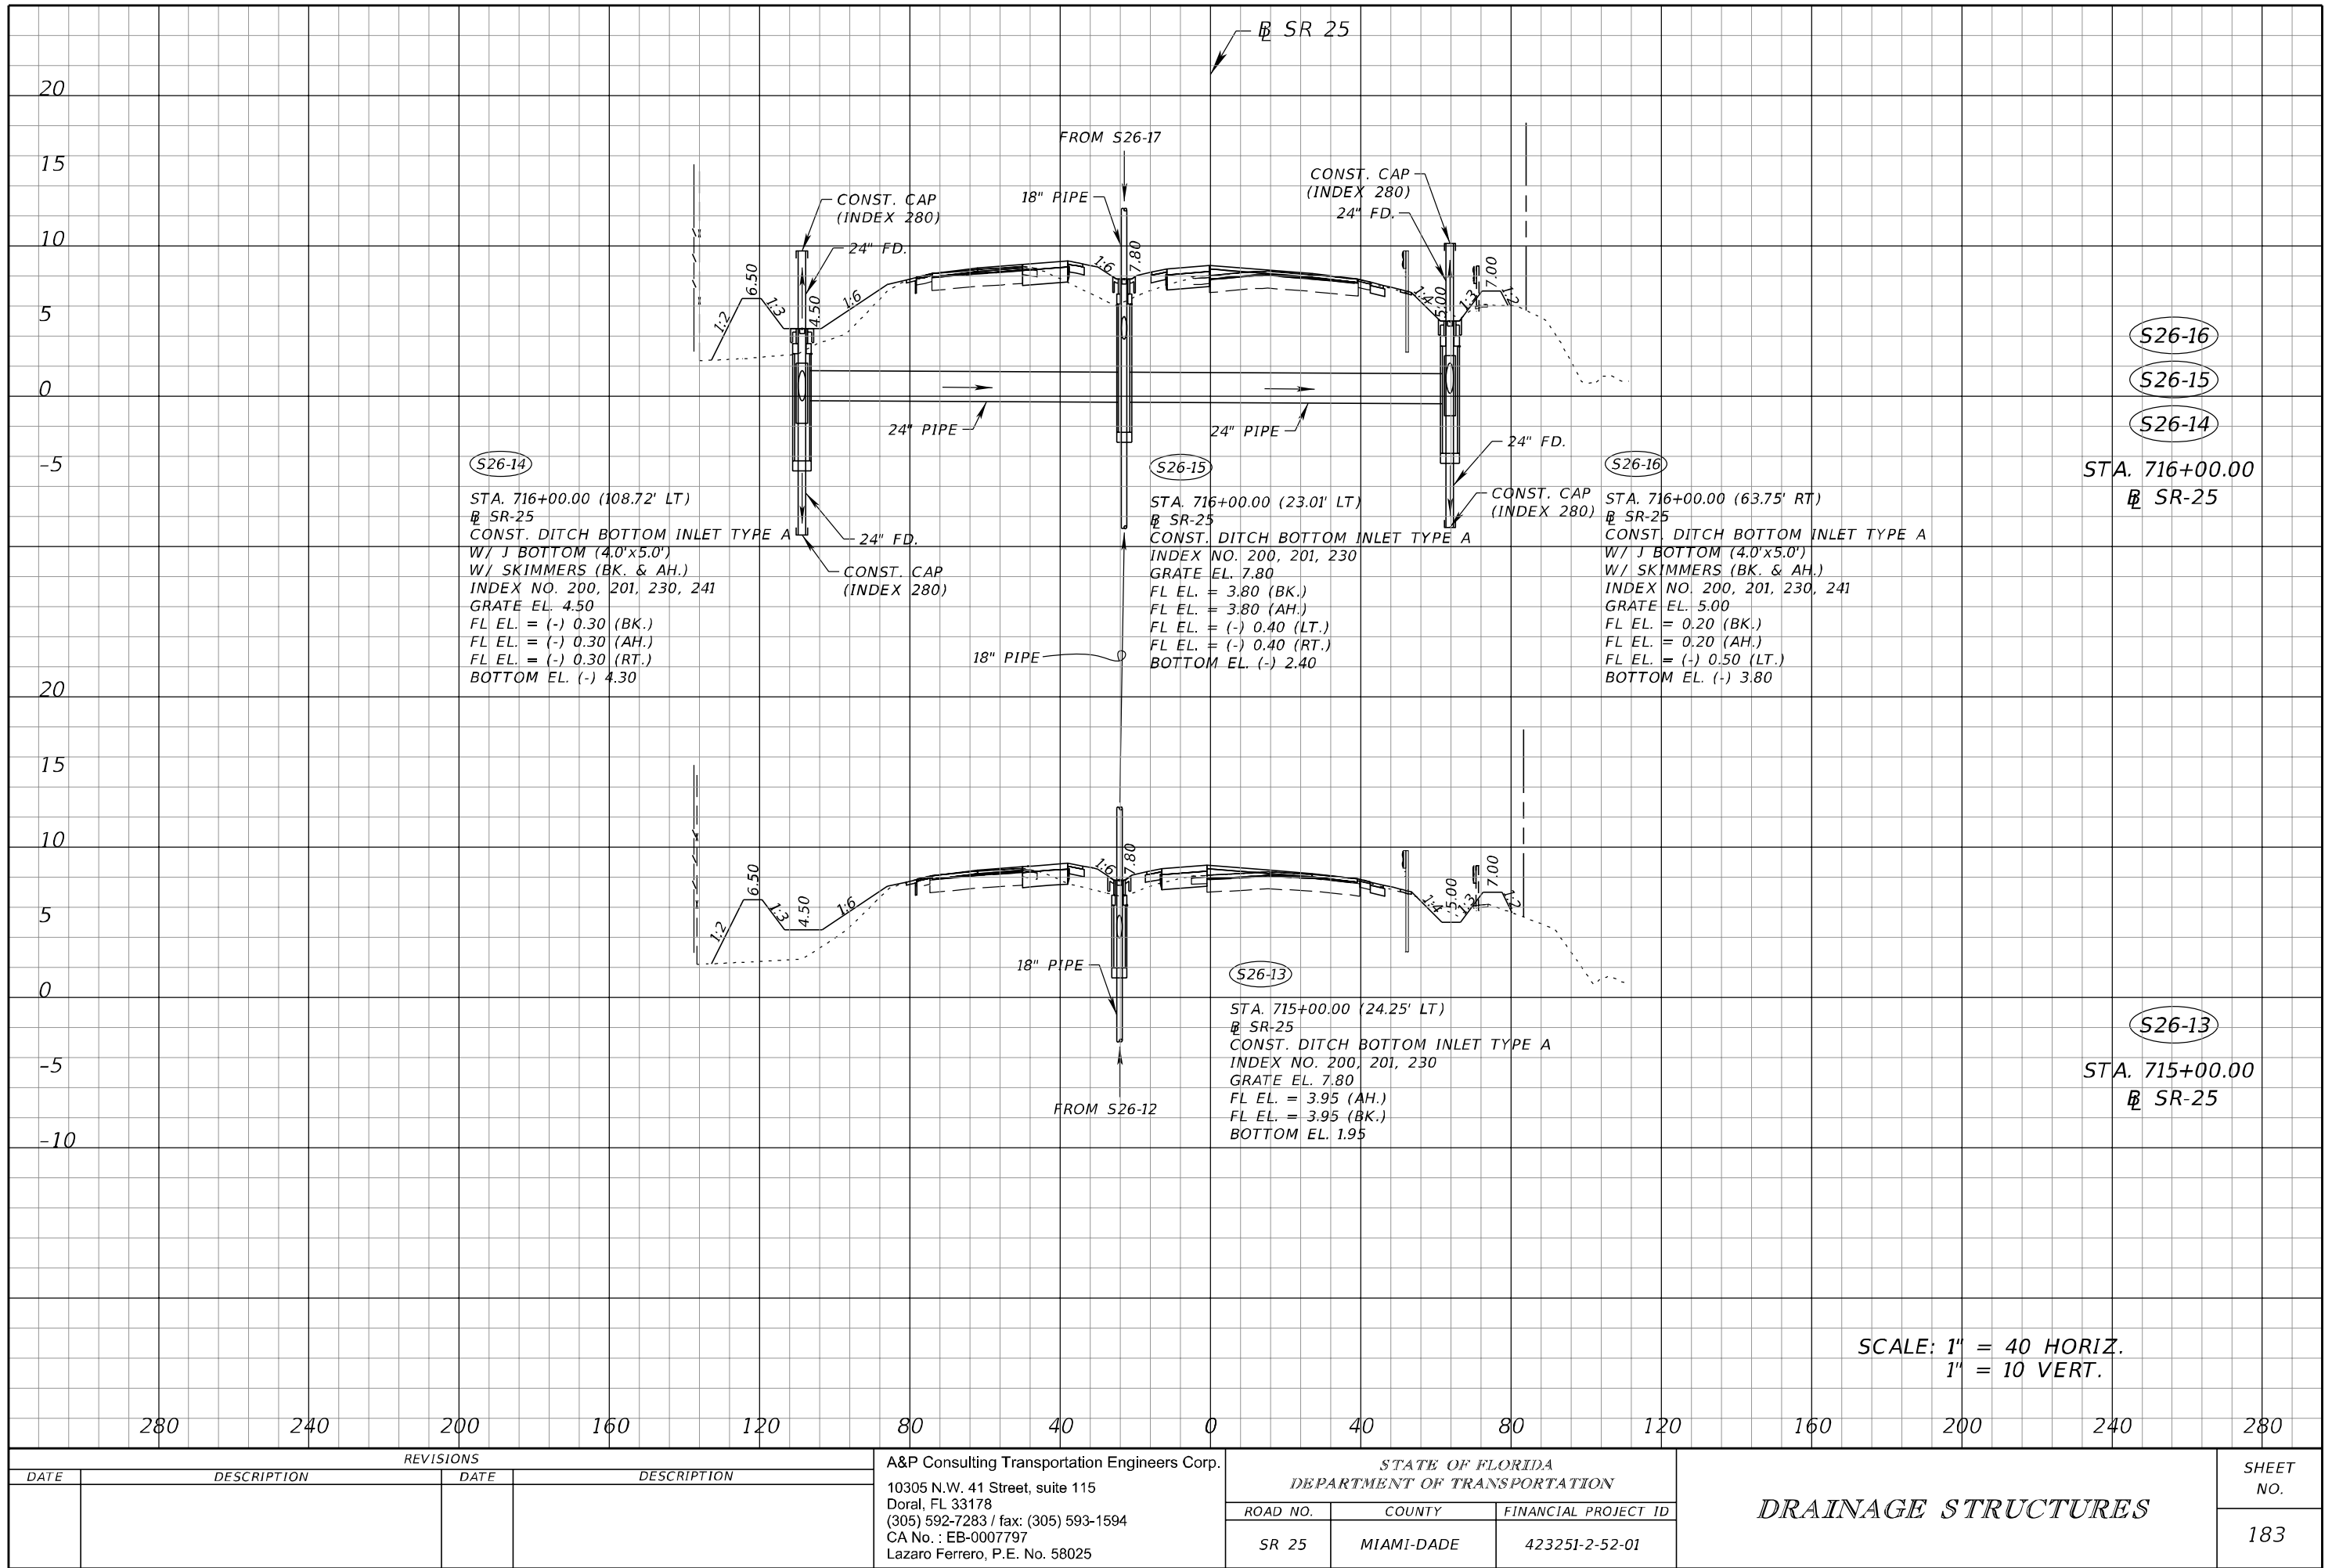 ℄ SR 25
20
15
10
5
0
-5
FROM S26-17
18" PIPE
CONST. CAP
(INDEX 280)
24" FD.
CONST. CAP
(INDEX 280)
24" FD.
1:2
6.50
1:3
4.50
1:6
1:6
7.80
1:4
5.00
1:3
7.00
1:2
24" PIPE
24" PIPE
24" FD.
CONST. CAP
(INDEX 280)
24" FD.
CONST. CAP
(INDEX 280)
S26-16
S26-15
S26-14
STA. 716+00.00
℄ SR-25
S26-14
STA. 716+00.00 (108.72' LT)
℄ SR-25
CONST. DITCH BOTTOM INLET TYPE A
W/ J BOTTOM (4.0'x5.0')
W/ SKIMMERS (BK. & AH.)
INDEX NO. 200, 201, 230, 241
GRATE EL. 4.50
FL EL. = (-) 0.30 (BK.)
FL EL. = (-) 0.30 (AH.)
FL EL. = (-) 0.30 (RT.)
BOTTOM EL. (-) 4.30
S26-15
STA. 716+00.00 (23.01' LT)
℄ SR-25
CONST. DITCH BOTTOM INLET TYPE A
INDEX NO. 200, 201, 230
GRATE EL. 7.80
FL EL. = 3.80 (BK.)
FL EL. = 3.80 (AH.)
FL EL. = (-) 0.40 (LT.)
FL EL. = (-) 0.40 (RT.)
BOTTOM EL. (-) 2.40
S26-16
STA. 716+00.00 (63.75' RT)
℄ SR-25
CONST. DITCH BOTTOM INLET TYPE A
W/ J BOTTOM (4.0'x5.0')
W/ SKIMMERS (BK. & AH.)
INDEX NO. 200, 201, 230, 241
GRATE EL. 5.00
FL EL. = 0.20 (BK.)
FL EL. = 0.20 (AH.)
FL EL. = (-) 0.50 (LT.)
BOTTOM EL. (-) 3.80
18" PIPE
20
15
10
5
0
-5
-10
1:2
6.50
1:3
4.50
1:6
1:6
7.80
1:4
5.00
1:3
7.00
1:2
18" PIPE
FROM S26-12
S26-13
STA. 715+00.00 (24.25' LT)
℄ SR-25
CONST. DITCH BOTTOM INLET TYPE A
INDEX NO. 200, 201, 230
GRATE EL. 7.80
FL EL. = 3.95 (AH.)
FL EL. = 3.95 (BK.)
BOTTOM EL. 1.95
S26-13
STA. 715+00.00
℄ SR-25
SCALE: 1" = 40 HORIZ.
1" = 10 VERT.
280 240 200 160 120 80 40 0 40 80 120 160 200 240 280
REVISIONS
DATE DESCRIPTION DATE DESCRIPTION
A&P Consulting Transportation Engineers Corp.
10305 N.W. 41 Street, suite 115
Doral, FL 33178
(305) 592-7283 / fax: (305) 593-1594
CA No. : EB-0007797
Lazaro Ferrero, P.E. No. 58025
STATE OF FLORIDA
DEPARTMENT OF TRANSPORTATION
ROAD NO. COUNTY FINANCIAL PROJECT ID
SR 25 MIAMI-DADE 423251-2-52-01
DRAINAGE STRUCTURES
SHEET
NO.
183